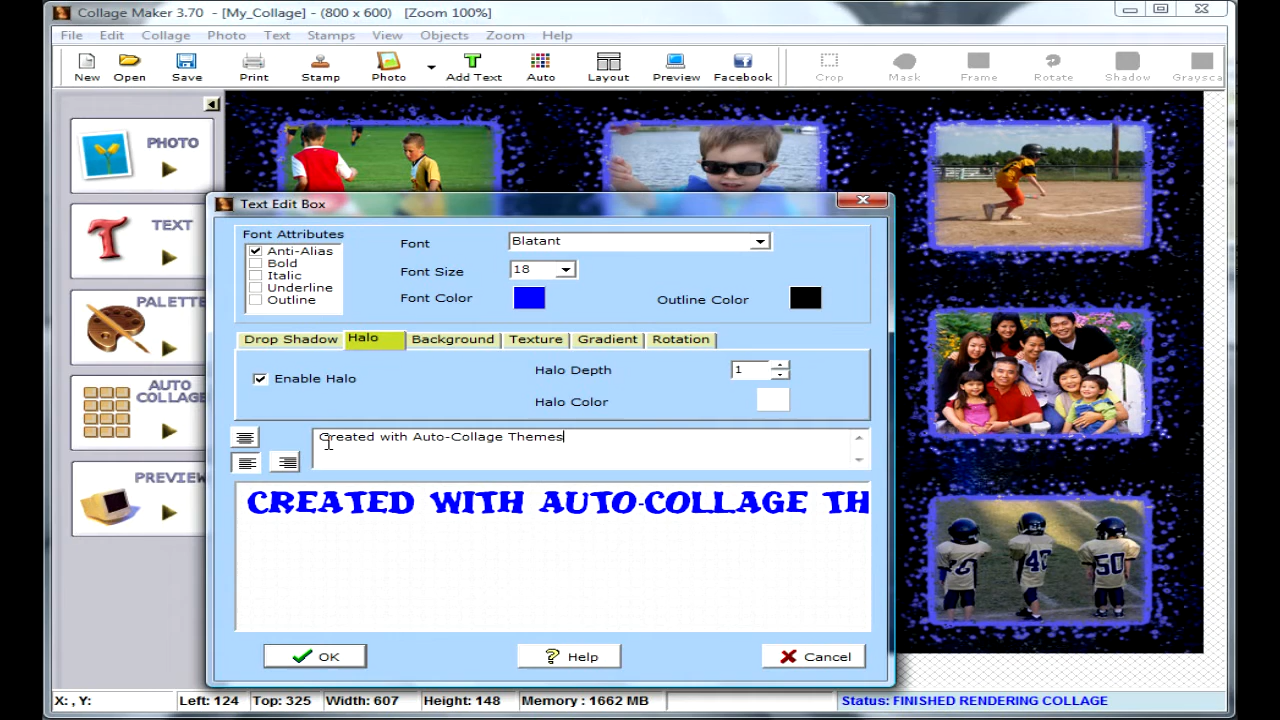 Collage Maker 3.70 - [My_Collage] - (800 x 600) [Zoom 100%]
File Edit Collage Photo Text Stamps View Objects Zoom Help
New Open Save Print Stamp Photo Add Text Auto Layout Preview Facebook Crop Mask Frame Rotate Shadow Graysca
PHOTO
TEXT
PALETTE
AUTO
COLLAGE
PREVIEW
Text Edit Box
Font Attributes
Anti-Alias
Bold
Italic
Underline
Outline
Font Blatant
Font Size 18
Font Color Outline Color
Drop Shadow Halo Background Texture Gradient Rotation
Enable Halo Halo Depth 1
Halo Color
Created with Auto-Collage Themes
CREATED WITH AUTO-COLLAGE TH
OK Help Cancel
40
50
X: , Y: Left: 124 Top: 325 Width: 607 Height: 148 Memory : 1662 MB Status: FINISHED RENDERING COLLAGE